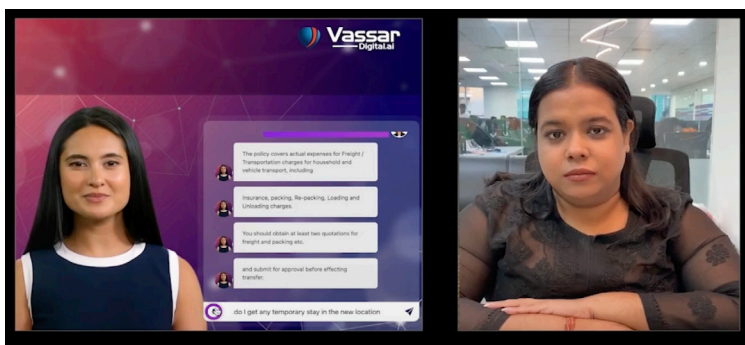 Vassar
Digital.ai
The policy covers actual expenses for Freight /
Transportation charges for household and
vehicle transport, including
Insurance, packing, Re-packing, Loading and
Unloading charges.
You should obtain at least two quotations for
freight and packing etc.
and submit for approval before effecting
transfer.
do I get any temporary stay in the new location